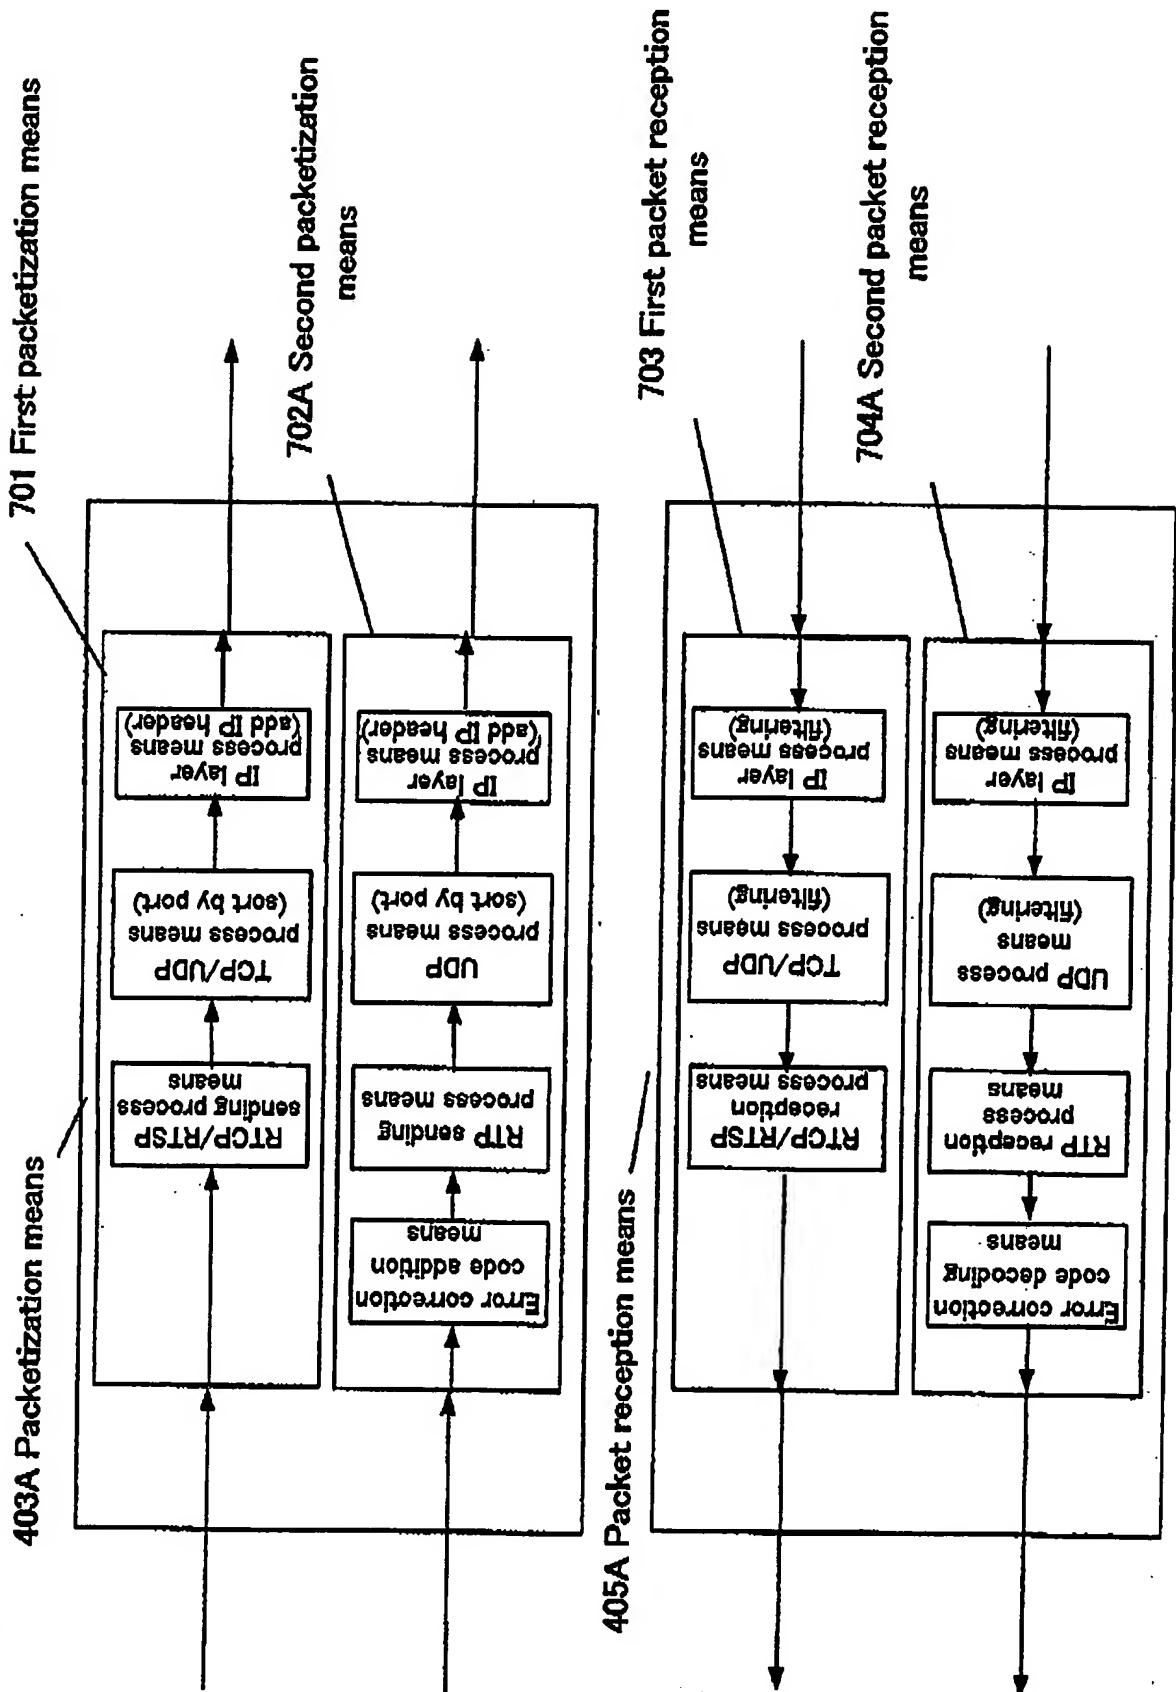 403A Packetization means
701 First packetization means
RTCP/RTSP
sending process
means
TCP/UDP
process means
(sort by port)
IP layer
process means
(add IP header)
702A Second packetization
means
Error correction
code addition
means
RTP sending
process means
UDP
process means
(sort by port)
IP layer
process means
(add IP header)
405A Packet reception means
703 First packet reception
means
RTCP/RTSP
reception
process means
TCP/UDP
process means
(filtering)
IP layer
process means
(filtering)
704A Second packet reception
means
Error correction
code decoding
means
RTP reception
process
means
UDP process
means
(filtering)
IP layer
process means
(filtering)